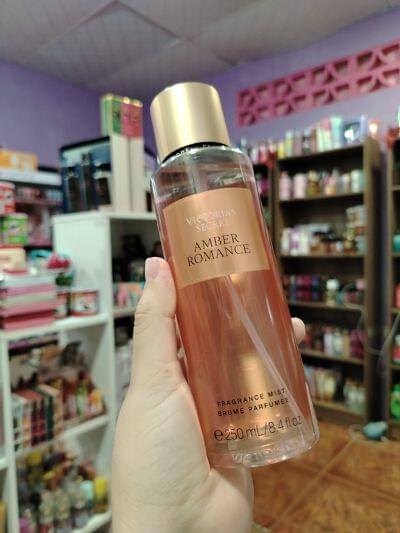 VICTORIA'S
SECRET
AMBER
ROMANCE
FRAGRANCE MIST
BRUME PARFUMÉE
℮250 mL/8.4 fl oz